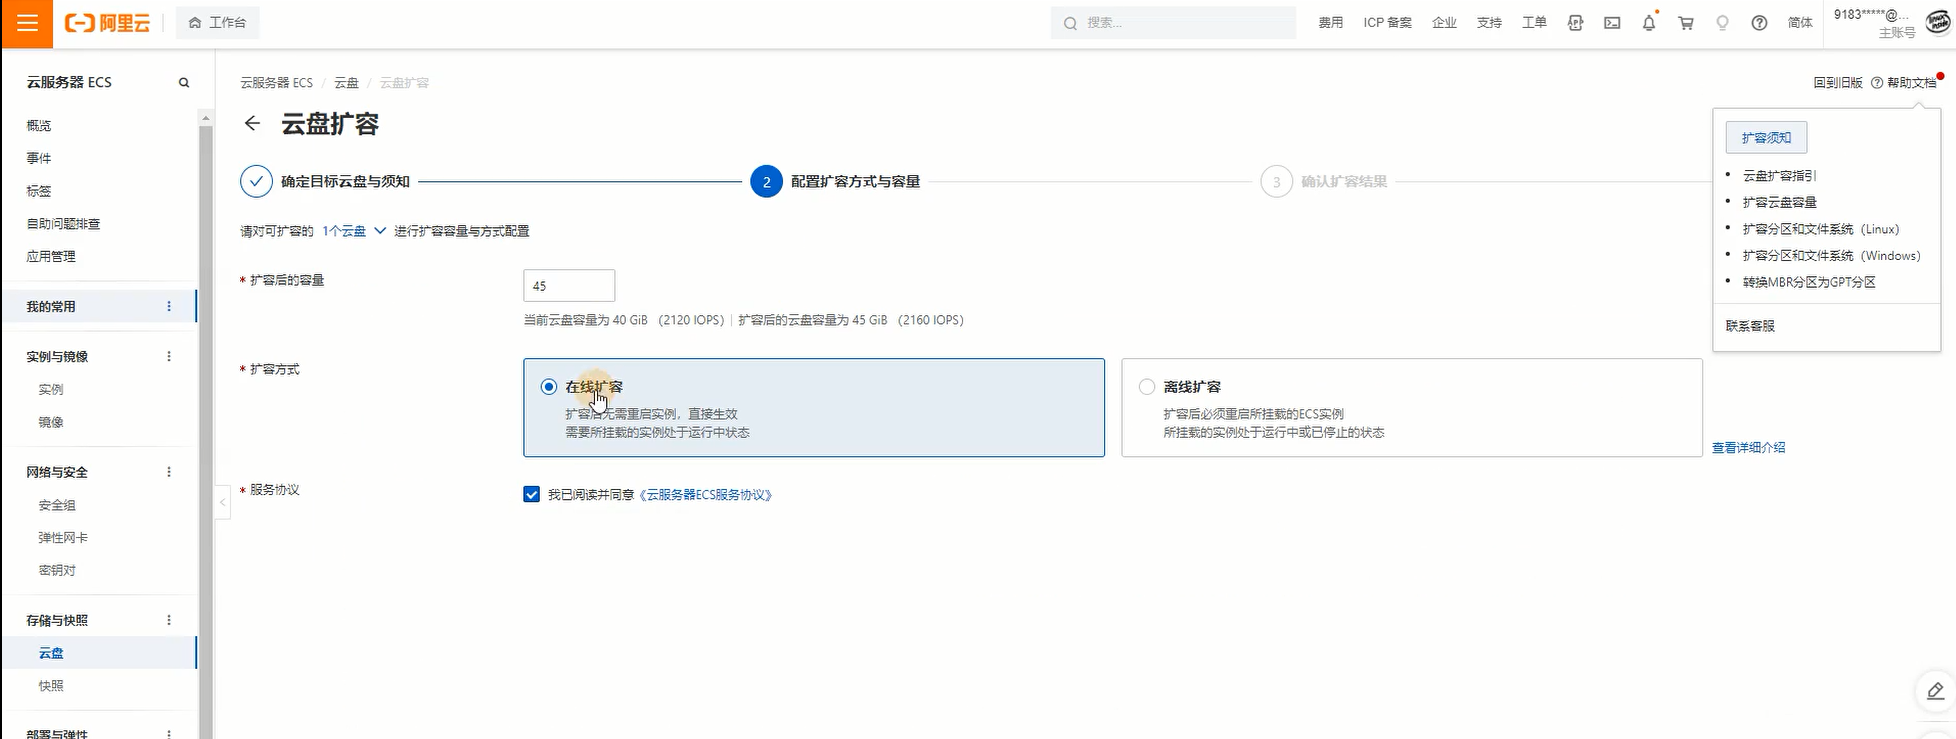 阿里云
工作台
搜索...
费用
ICP 备案
企业
支持
工单
简体
9183*****@...
主账号
云服务器 ECS
概览
事件
标签
自助问题排查
应用管理
我的常用
实例与镜像
实例
镜像
网络与安全
安全组
弹性网卡
密钥对
存储与快照
云盘
快照
部署与弹性
云服务器 ECS / 云盘 / 云盘扩容
回到旧版 帮助文档
云盘扩容
确定目标云盘与须知
2 配置扩容方式与容量
3 确认扩容结果
请对可扩容的 1个云盘 进行扩容容量与方式配置
* 扩容后的容量
45
当前云盘容量为 40 GiB （2120 IOPS）| 扩容后的云盘容量为 45 GiB （2160 IOPS）
* 扩容方式
在线扩容
扩容后无需重启实例，直接生效
需要所挂载的实例处于运行中状态
离线扩容
扩容后必须重启所挂载的ECS实例
所挂载的实例处于运行中或已停止的状态
查看详细介绍
* 服务协议
我已阅读并同意《云服务器ECS服务协议》
扩容须知
• 云盘扩容指引
• 扩容云盘容量
• 扩容分区和文件系统（Linux）
• 扩容分区和文件系统（Windows）
• 转换MBR分区为GPT分区
联系客服